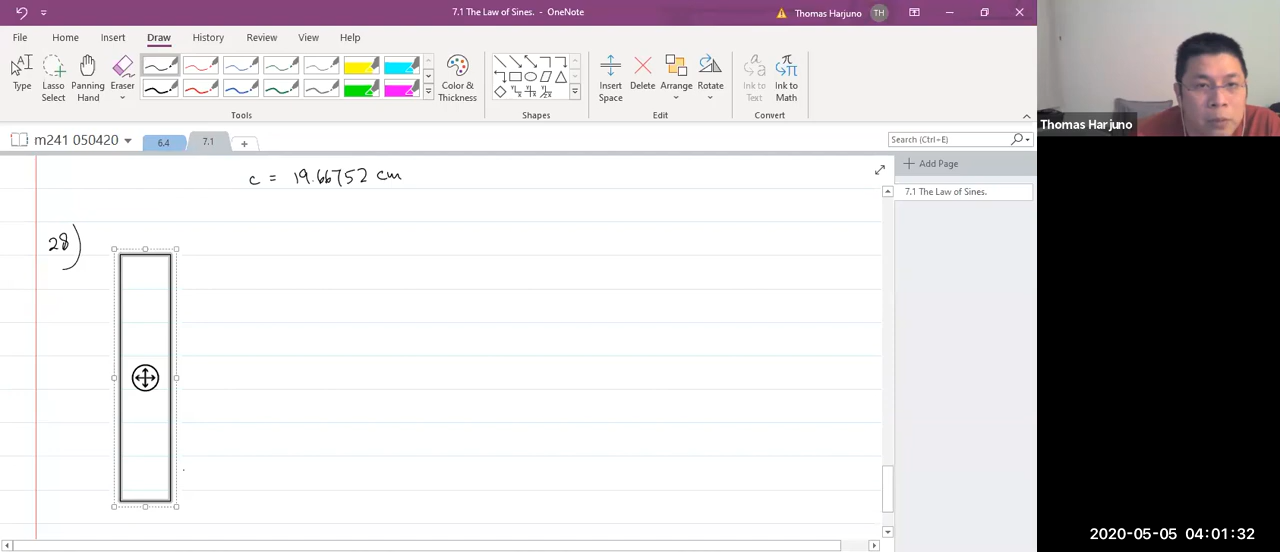 7.1 The Law of Sines. - OneNote
Thomas Harjuno
TH
File Home Insert Draw History Review View Help
Type
Lasso Select
Panning Hand
Eraser
Color & Thickness
Insert Space
Delete
Arrange
Rotate
Ink to Text
Ink to Math
Tools
Shapes
Edit
Convert
m241 050420
6.4
7.1
Search (Ctrl+E)
Add Page
7.1 The Law of Sines.
c = 19.66752 cm
28)
Thomas Harjuno
2020-05-05 04:01:32